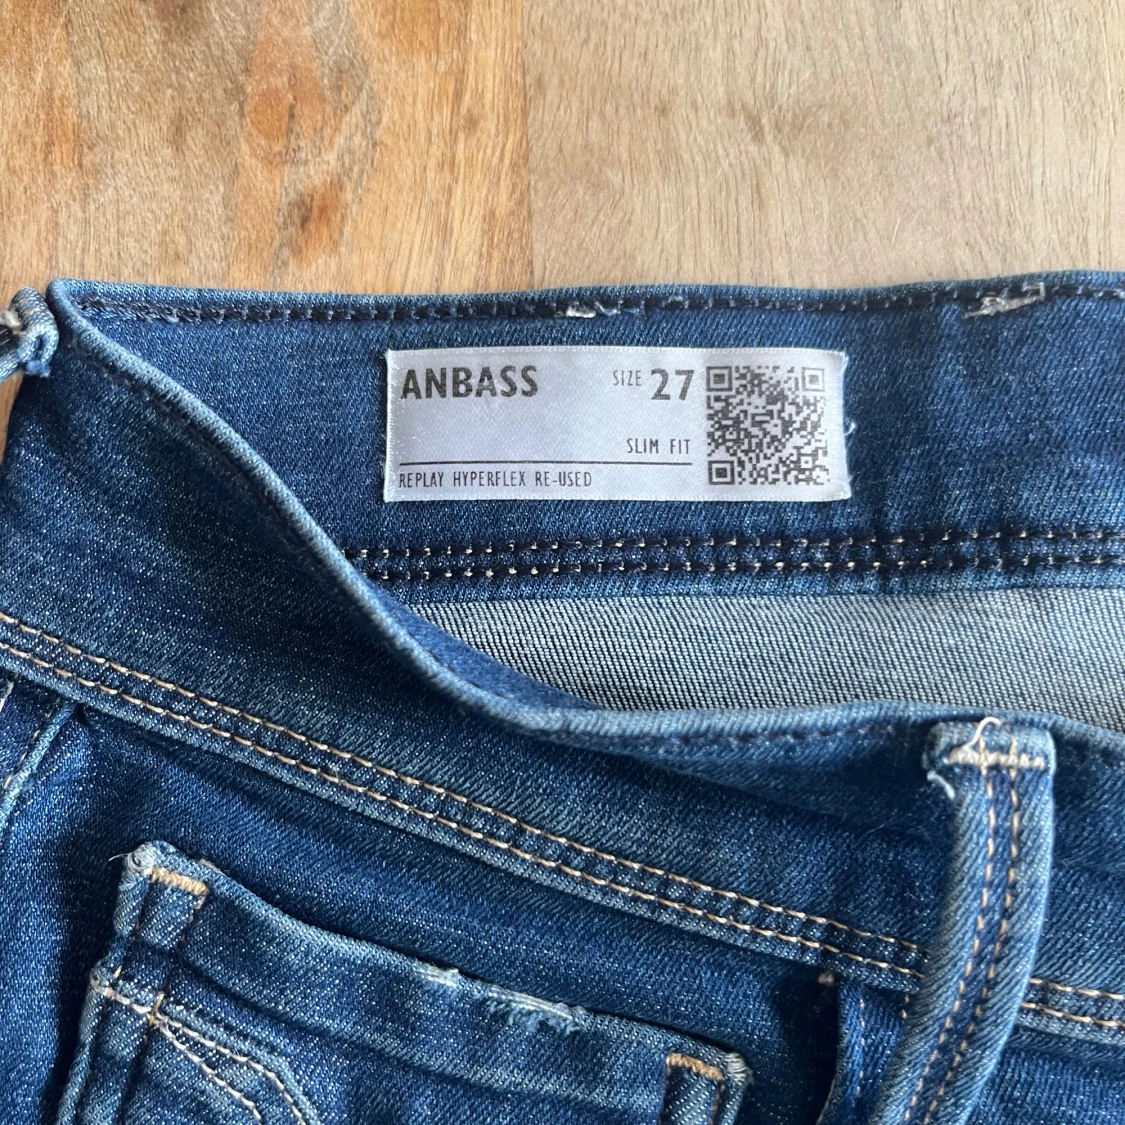 ANBASS
SIZE 27
SLIM FIT
REPLAY HYPERFLEX RE-USED